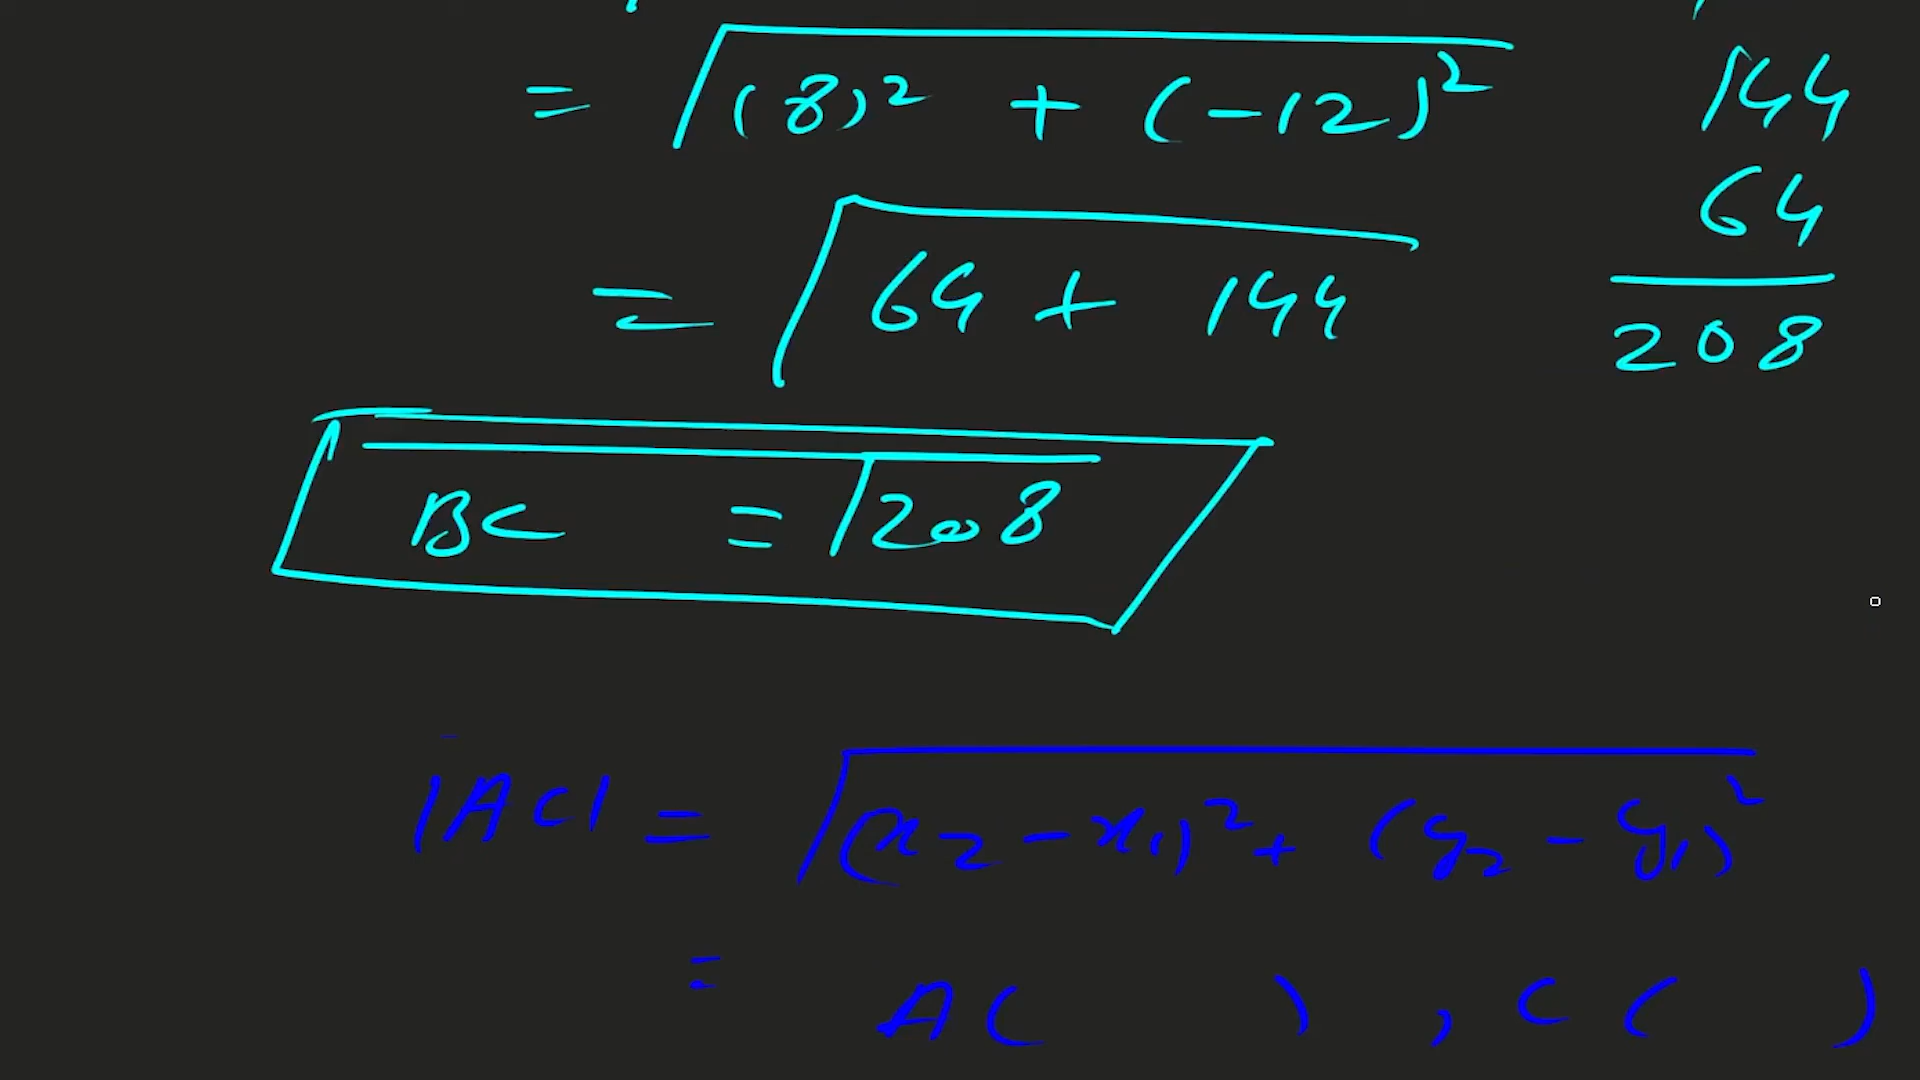 = √(8)² + (-12)²
144
64
208
= √64 + 144
BC = √208
|AC| = √(x₂ - x₁)² + (y₂ - y₁)²
= A( ) , C ( )